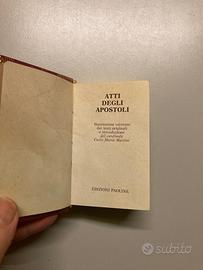 ATTI
DEGLI
APOSTOLI
Nuovissima versione
dai testi originali
e introduzione
del cardinale
Carlo Maria Martini
EDIZIONI PAOLINE
subito